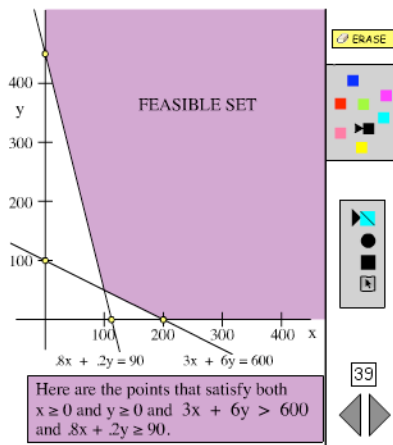 ERASE
400
y
FEASIBLE SET
300
200
100
100
200
300
400
x
.8x + .2y = 90
3x + 6y = 600
39
Here are the points that satisfy both
x ≥ 0 and y ≥ 0 and 3x + 6y > 600
and .8x + .2y ≥ 90.